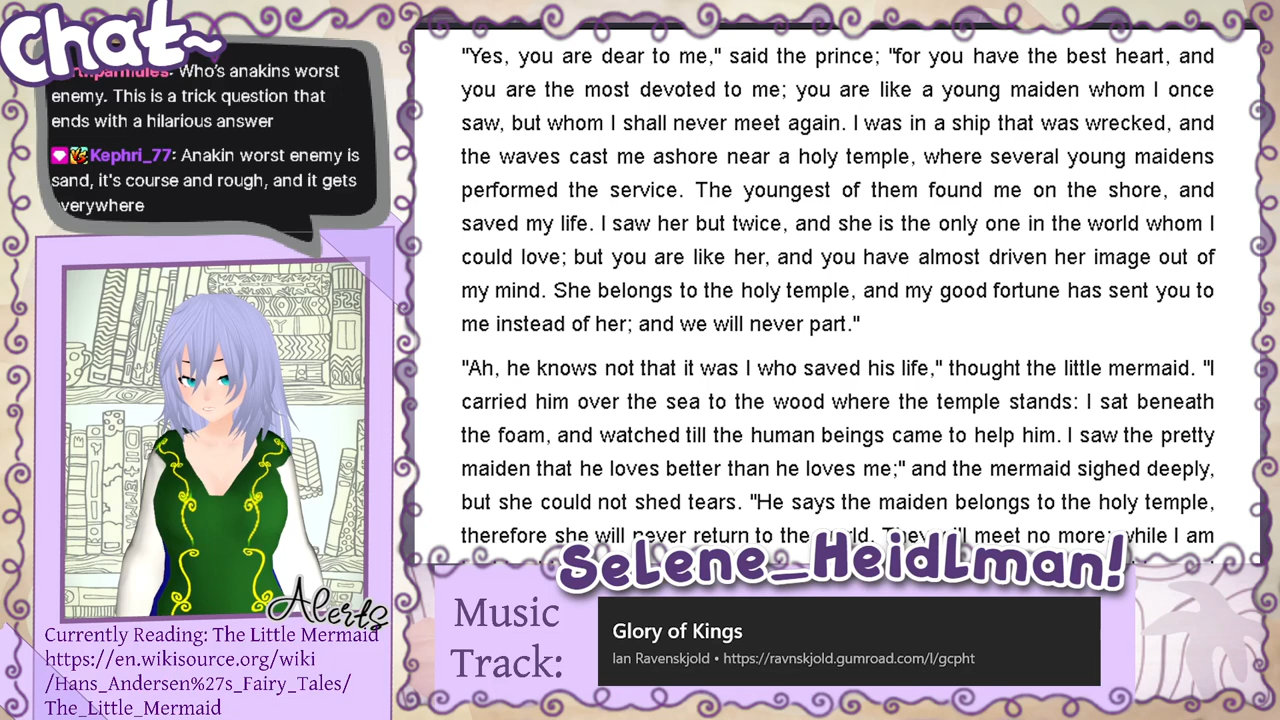 Chat~
Who's anakins worst
enemy. This is a trick question that
ends with a hilarious answer
Kephri_77: Anakin worst enemy is
sand, it's course and rough, and it gets
everywhere
"Yes, you are dear to me," said the prince; "for you have the best heart, and
you are the most devoted to me; you are like a young maiden whom I once
saw, but whom I shall never meet again. I was in a ship that was wrecked, and
the waves cast me ashore near a holy temple, where several young maidens
performed the service. The youngest of them found me on the shore, and
saved my life. I saw her but twice, and she is the only one in the world whom I
could love; but you are like her, and you have almost driven her image out of
my mind. She belongs to the holy temple, and my good fortune has sent you to
me instead of her; and we will never part."
"Ah, he knows not that it was I who saved his life," thought the little mermaid. "I
carried him over the sea to the wood where the temple stands: I sat beneath
the foam, and watched till the human beings came to help him. I saw the pretty
maiden that he loves better than he loves me;" and the mermaid sighed deeply,
but she could not shed tears. "He says the maiden belongs to the holy temple,
therefore she will never return to the world. They will meet no more: while I am
Selene_Heidlman!
Alerts
Currently Reading: The Little Mermaid
https://en.wikisource.org/wiki
/Hans_Andersen%27s_Fairy_Tales/
The_Little_Mermaid
Music
Track:
Glory of Kings
Ian Ravenskjold • https://ravnskjold.gumroad.com/l/gcpht